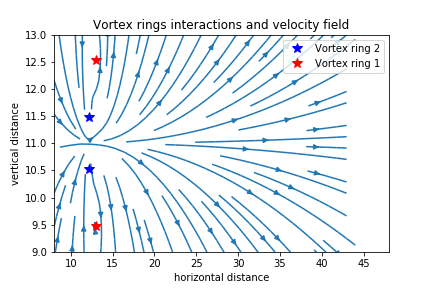 Vortex rings interactions and velocity field
Vortex ring 2
Vortex ring 1
vertical distance
13.0
12.5
12.0
11.5
11.0
10.5
10.0
9.5
9.0
10 15 20 25 30 35 40 45
horizontal distance